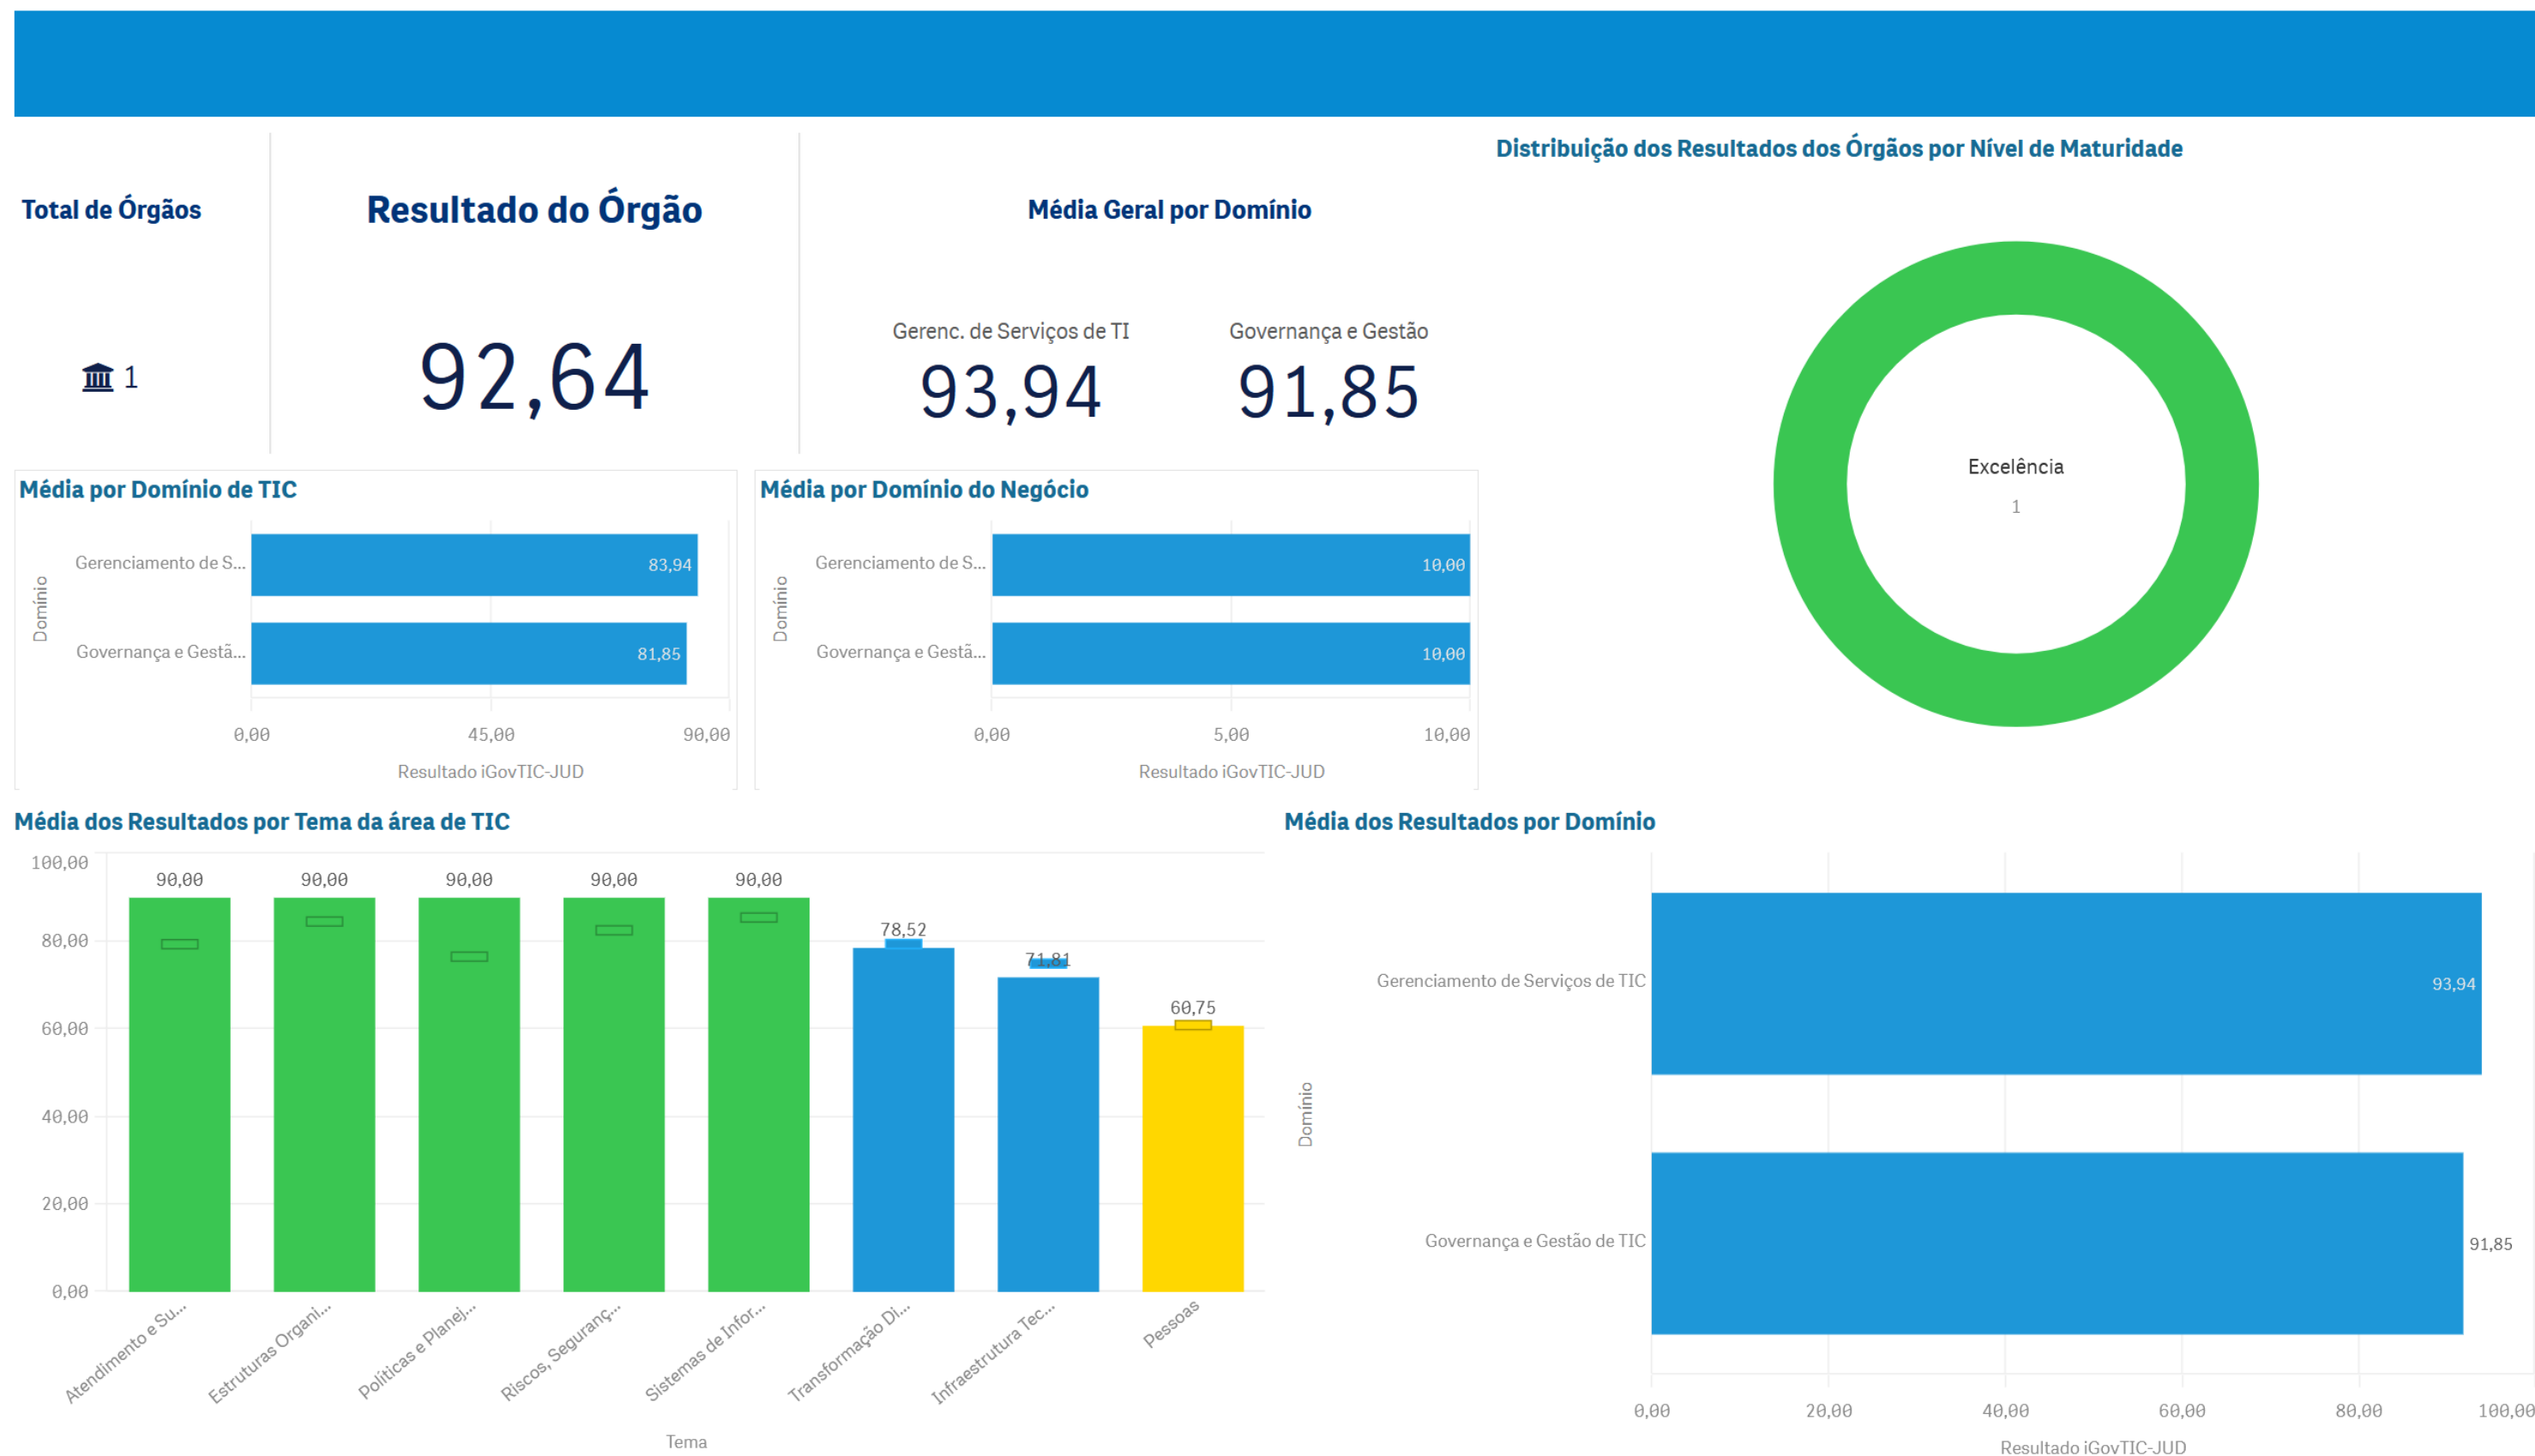 Distribuição dos Resultados dos Órgãos por Nível de Maturidade
Total de Órgãos
Resultado do Órgão
Média Geral por Domínio
1
92,64
Gerenc. de Serviços de TI
93,94
Governança e Gestão
91,85
Excelência
1
Média por Domínio de TIC
Domínio
Gerenciamento de S...
83,94
Governança e Gestã...
81,85
0,00 45,00 90,00
Resultado iGovTIC-JUD
Média por Domínio do Negócio
Domínio
Gerenciamento de S...
10,00
Governança e Gestã...
10,00
0,00 5,00 10,00
Resultado iGovTIC-JUD
Média dos Resultados por Tema da área de TIC
100,00
80,00
60,00
40,00
20,00
0,00
90,00 90,00 90,00 90,00 90,00 78,52 71,81 60,75
Atendimento e Su...
Estruturas Organi...
Políticas e Planej...
Riscos, Seguranç...
Sistemas de Infor...
Transformação Di...
Infraestrutura Tec...
Pessoas
Tema
Média dos Resultados por Domínio
Domínio
Gerenciamento de Serviços de TIC
93,94
Governança e Gestão de TIC
91,85
0,00 20,00 40,00 60,00 80,00 100,00
Resultado iGovTIC-JUD